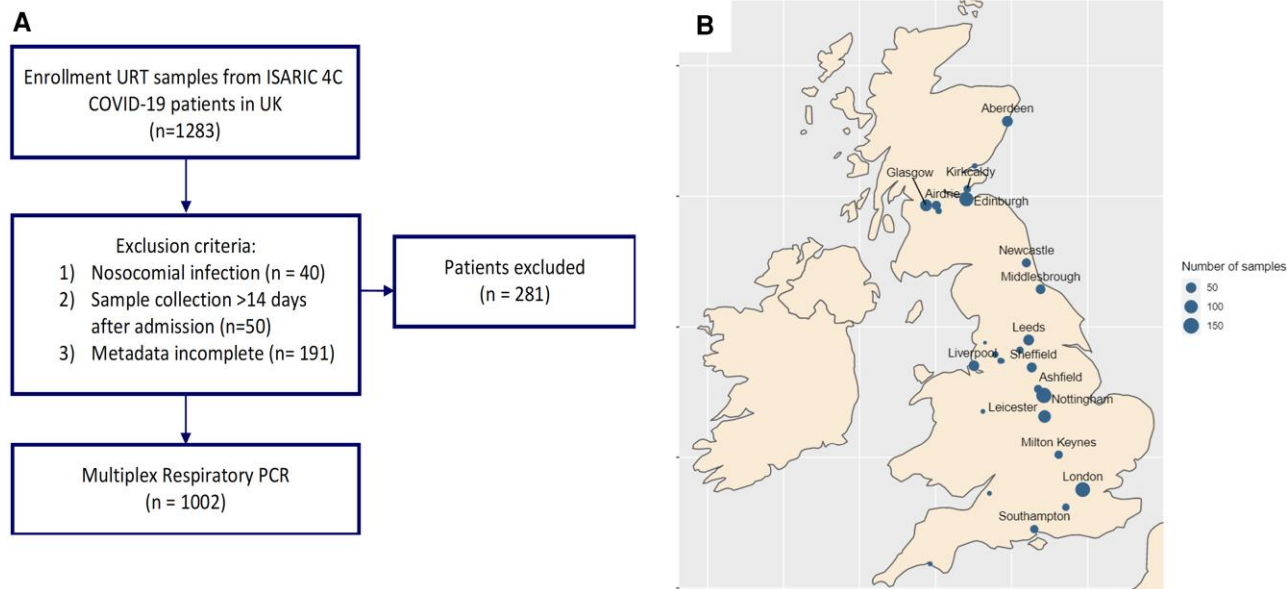 A
Enrollment URT samples from ISARIC 4C
COVID-19 patients in UK
(n=1283)
Exclusion criteria:
1) Nosocomial infection (n = 40)
2) Sample collection >14 days
after admission (n=50)
3) Metadata incomplete (n= 191)
Patients excluded
(n = 281)
Multiplex Respiratory PCR
(n = 1002)
B
Aberdeen
Glasgow
Kirkcaldy
Airdrie
Edinburgh
Newcastle
Middlesbrough
Leeds
Liverpool
Sheffield
Ashfield
Nottingham
Leicester
Milton Keynes
London
Southampton
Number of samples
50
100
150